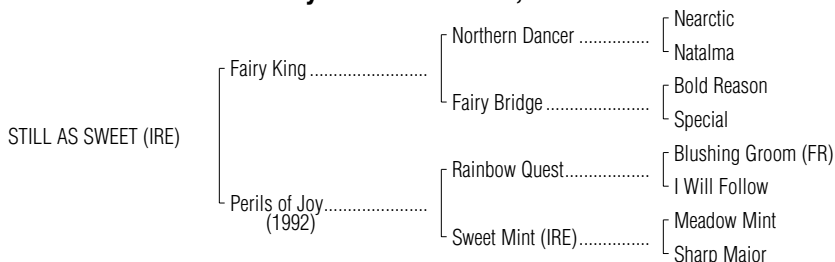 Nearctic
Northern Dancer ...................
Natalma
Fairy King .........................
Bold Reason
Fairy Bridge ......................
Special
STILL AS SWEET (IRE)
Blushing Groom (FR)
Rainbow Quest..................
I Will Follow
Perils of Joy......................
(1992)
Meadow Mint
Sweet Mint (IRE)...............
Sharp Major